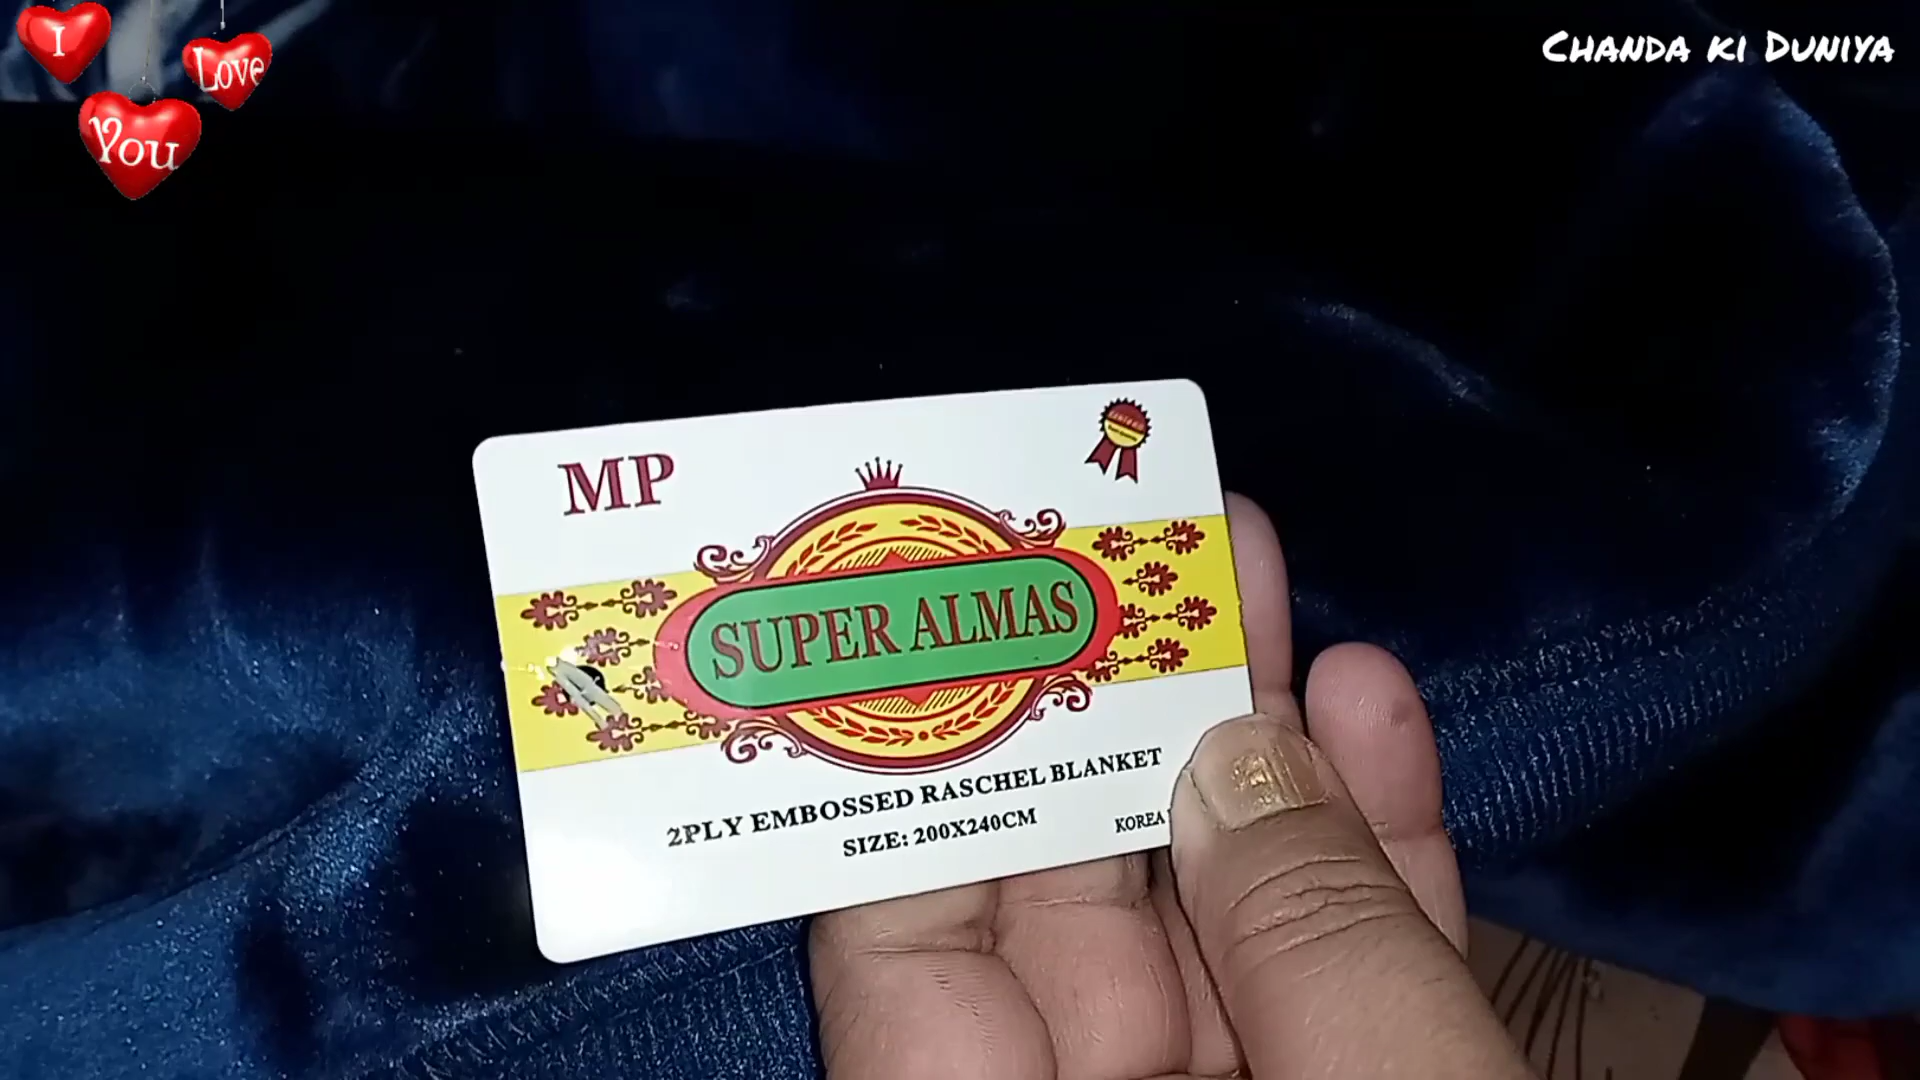 I
Love
You
CHANDA KI DUNIYA
MP
SUPER ALMAS
2PLY EMBOSSED RASCHEL BLANKET
SIZE: 200X240CM
KOREA